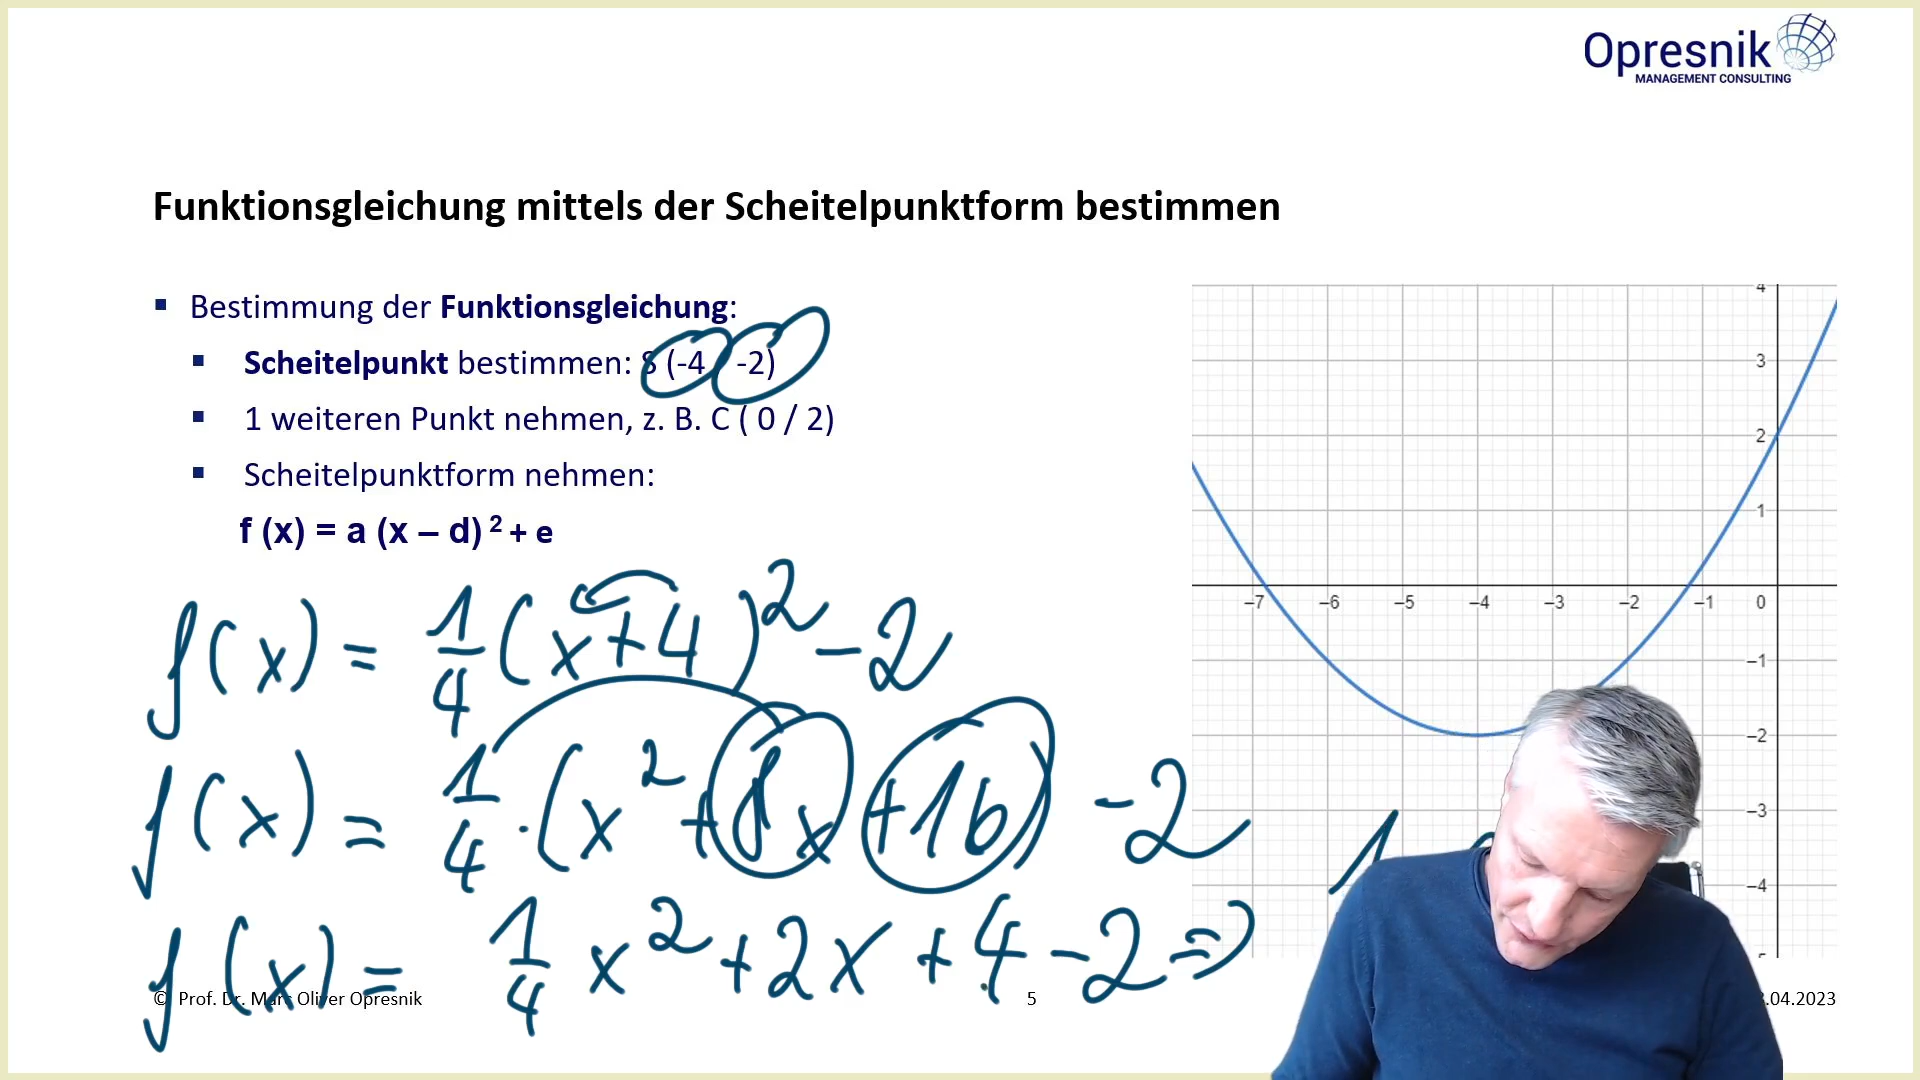 Opresnik
MANAGEMENT CONSULTING
Funktionsgleichung mittels der Scheitelpunktform bestimmen
▪ Bestimmung der Funktionsgleichung:
▪ Scheitelpunkt bestimmen: S (-4 / -2)
▪ 1 weiteren Punkt nehmen, z. B. C ( 0 / 2)
▪ Scheitelpunktform nehmen:
f (x) = a (x – d) ² + e
f(x) = 1/4 (x+4)² - 2
f(x) = 1/4 · (x² + 8x + 16) - 2
f(x) = 1/4 x² + 2x + 4 - 2 =>
4
3
2
1
-7 -6 -5 -4 -3 -2 -1 0
-1
-2
-3
-4
© Prof. Dr. Marc Oliver Opresnik
5
.04.2023